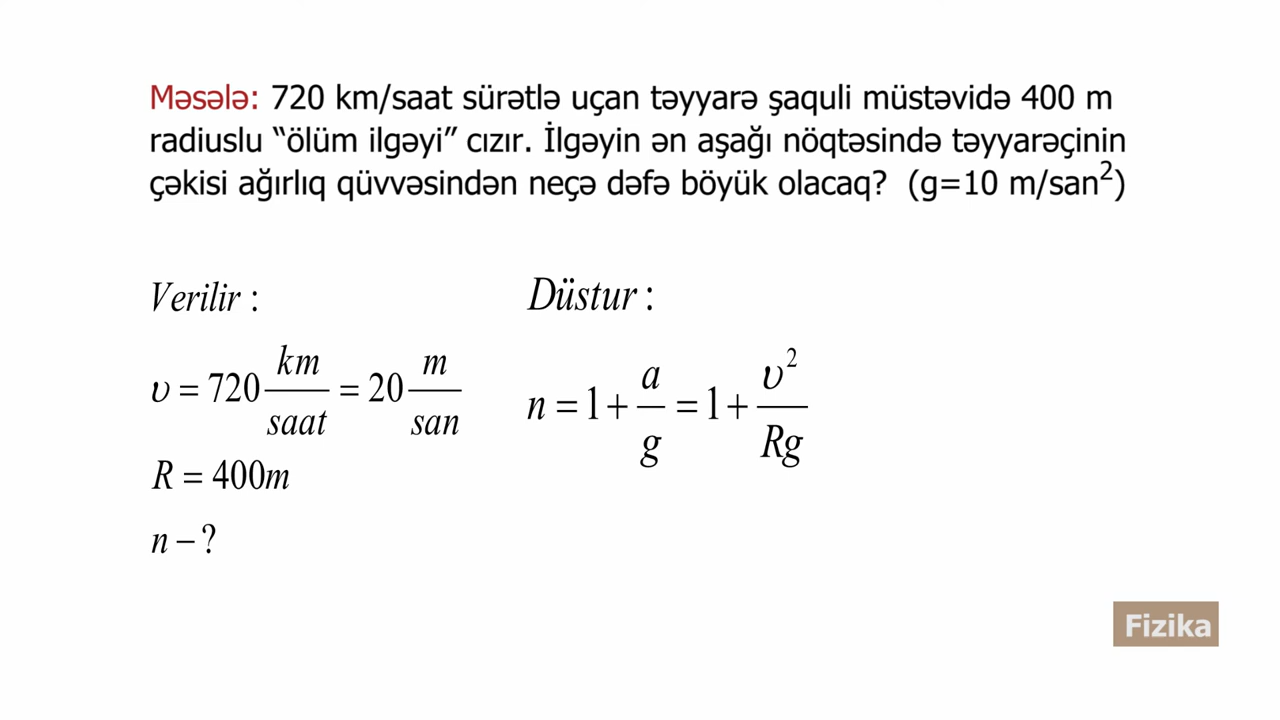 Məsələ: 720 km/saat sürətlə uçan təyyarə şaquli müstəvidə 400 m
radiuslu “ölüm ilgəyi” cızır. İlgəyin ən aşağı nöqtəsində təyyarəçinin
çəkisi ağırlıq qüvvəsindən neçə dəfə böyük olacaq? (g=10 m/san²)
Verilir :
υ = 720 km/saat = 20 m/san
R = 400m
n – ?
Düstur :
n = 1 + a/g = 1 + υ²/Rg
Fizika